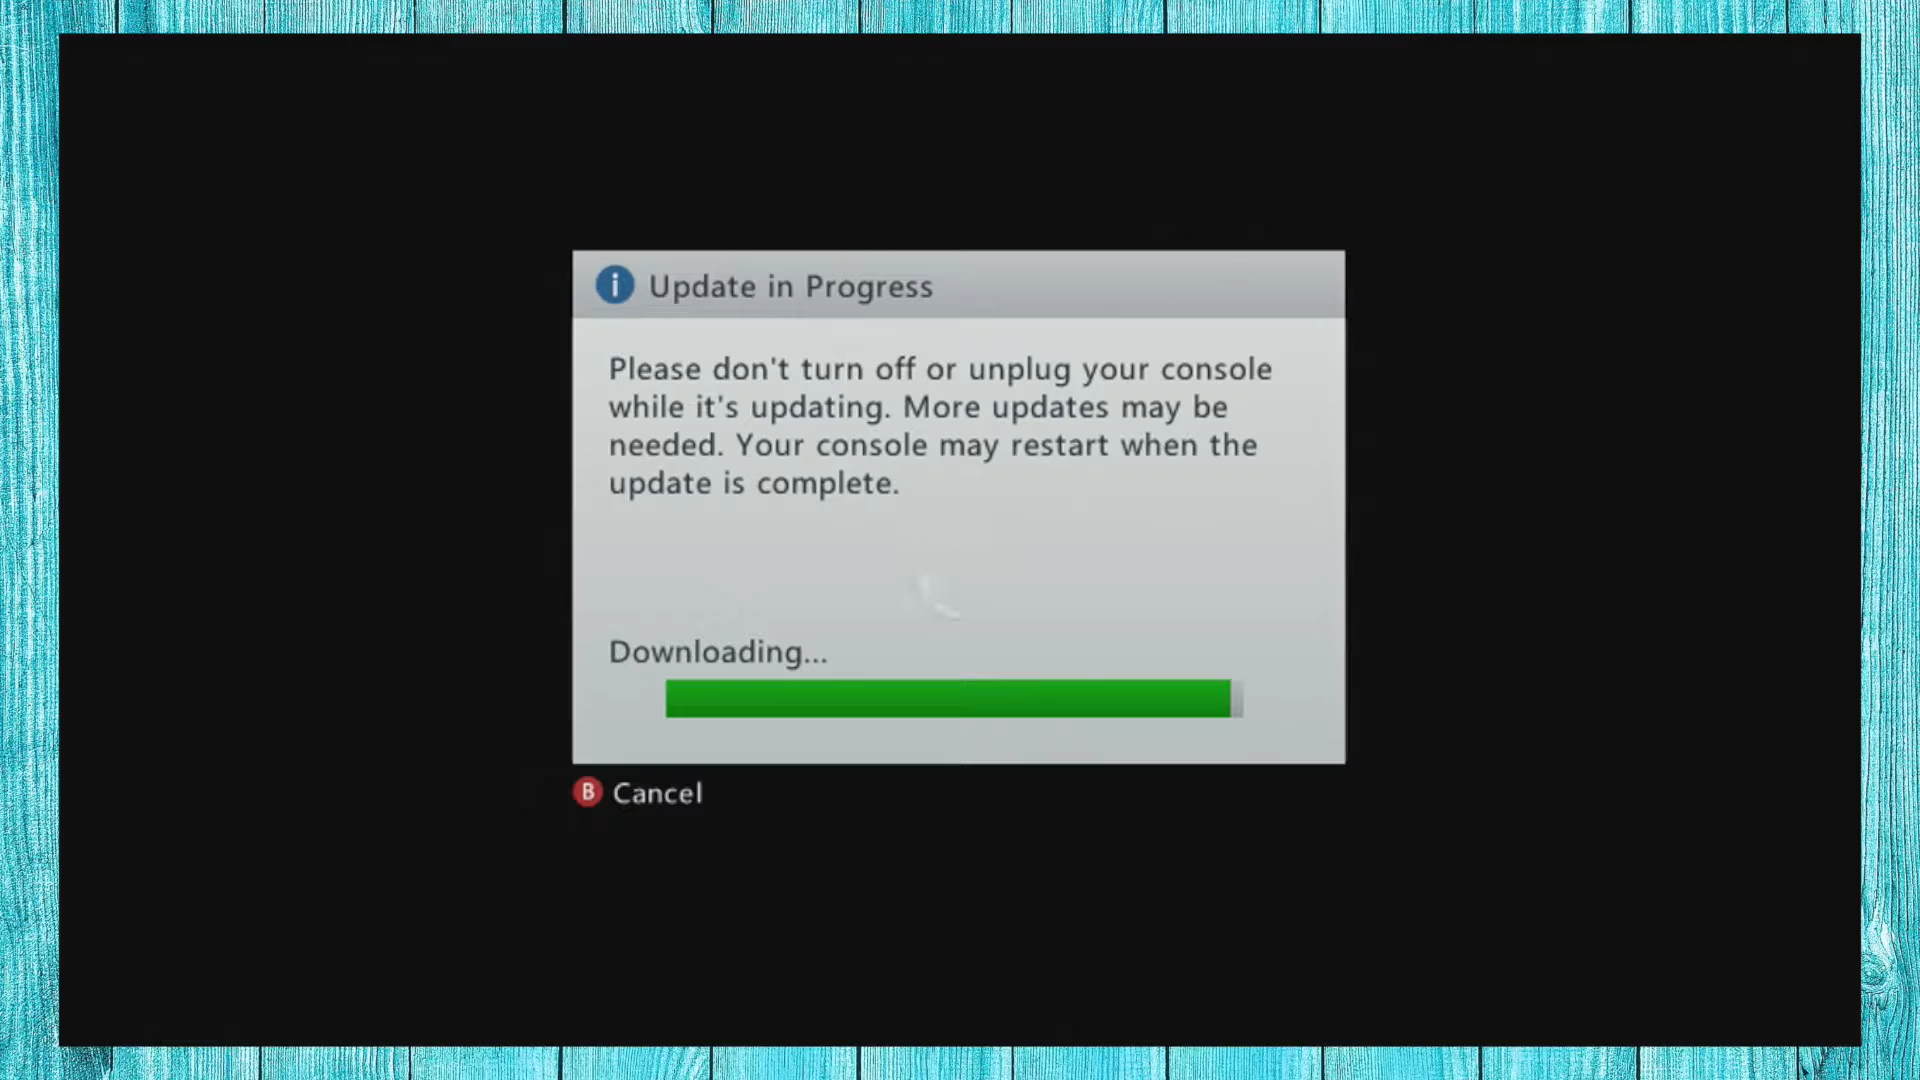 i Update in Progress
Please don't turn off or unplug your console
while it's updating. More updates may be
needed. Your console may restart when the
update is complete.
Downloading...
B Cancel